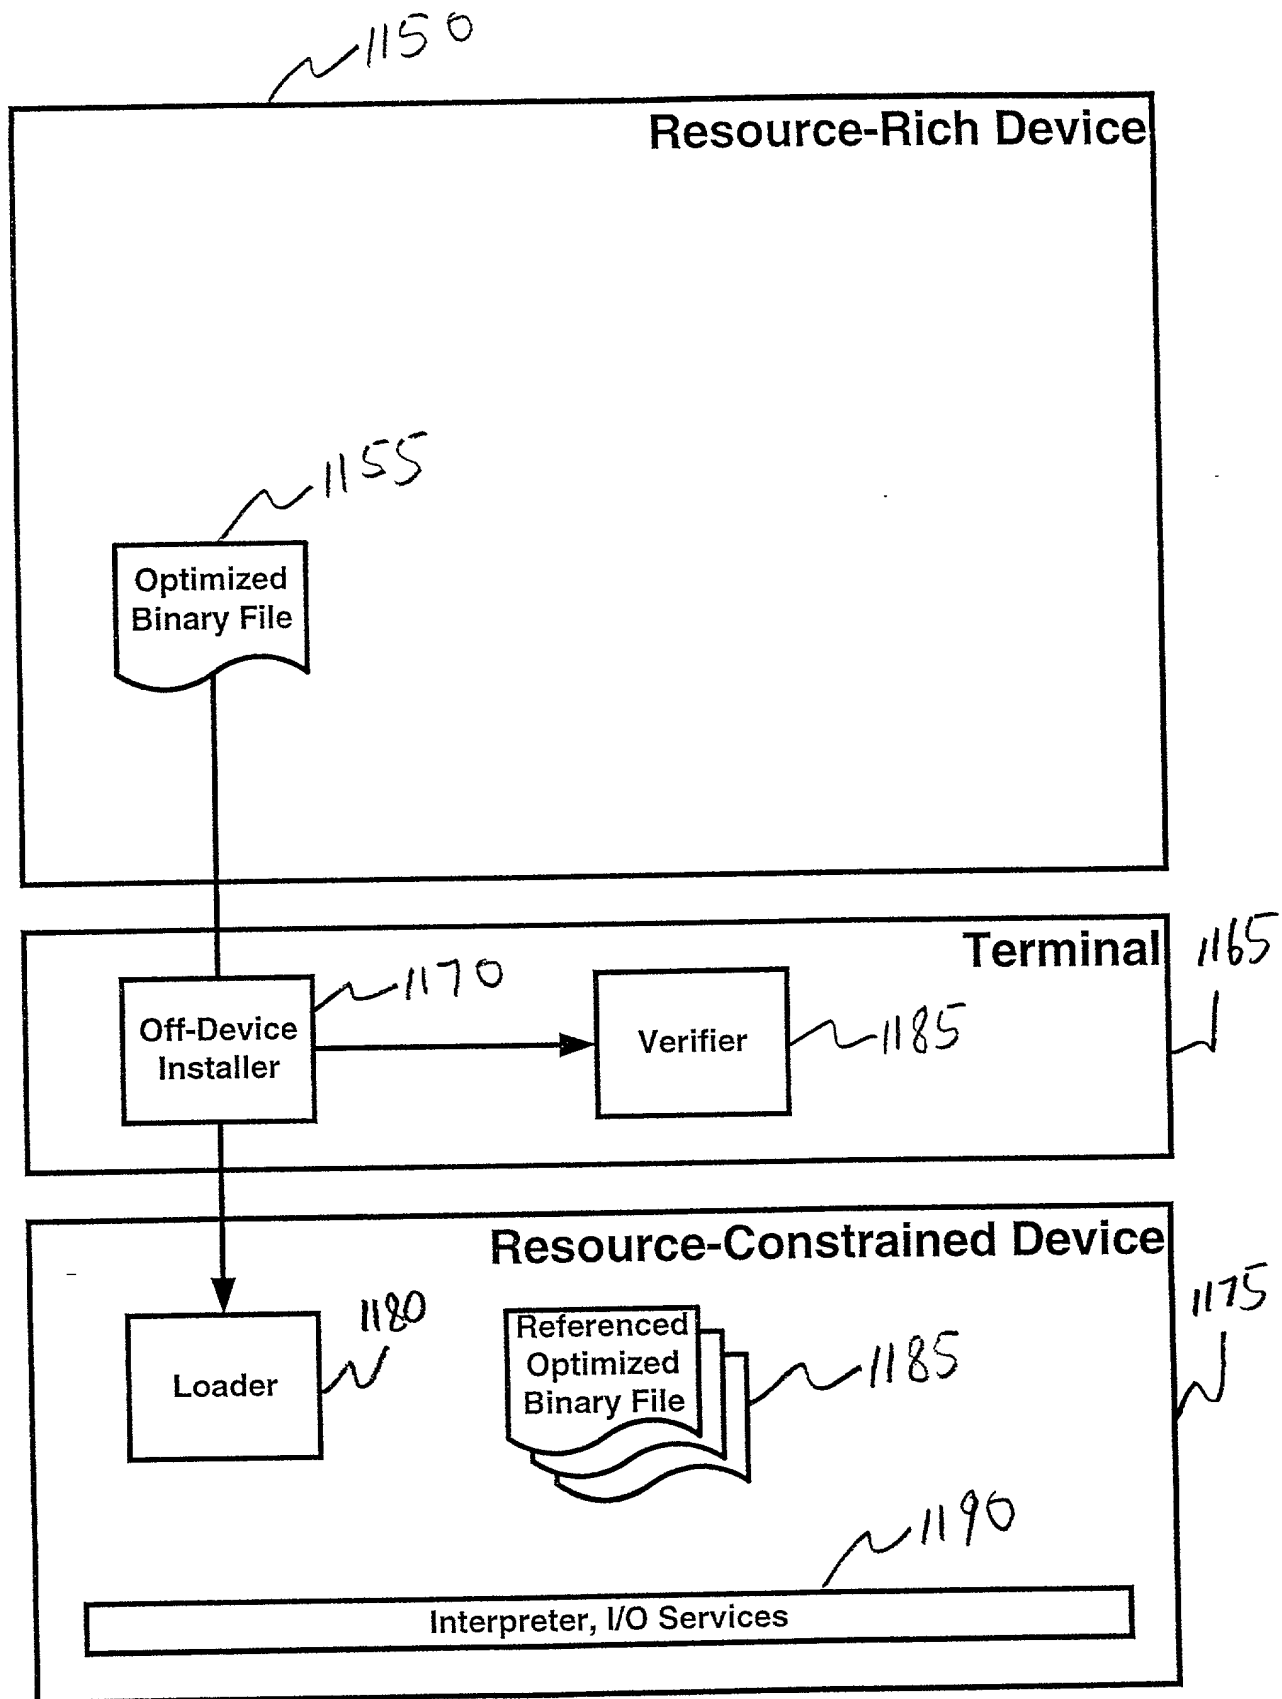 1150
Resource-Rich Device
1155
Optimized
Binary File
Terminal
1165
1170
Off-Device
Installer
Verifier
1185
Resource-Constrained Device
1175
1180
Loader
Referenced
Optimized
Binary File
1185
1190
Interpreter, I/O Services